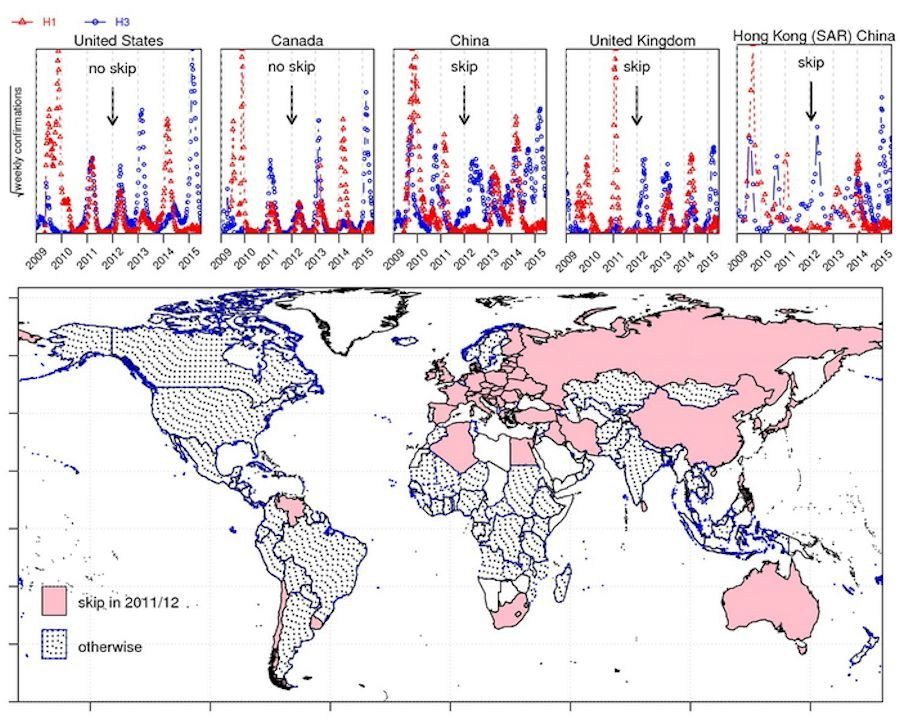 H1 H3
United States Canada China United Kingdom Hong Kong (SAR) China
no skip no skip skip skip skip
√weekly confirmations
2009 2010 2011 2012 2013 2014 2015 2009 2010 2011 2012 2013 2014 2015 2009 2010 2011 2012 2013 2014 2015 2009 2010 2011 2012 2013 2014 2015 2009 2010 2011 2012 2013 2014 2015
skip in 2011/12
otherwise